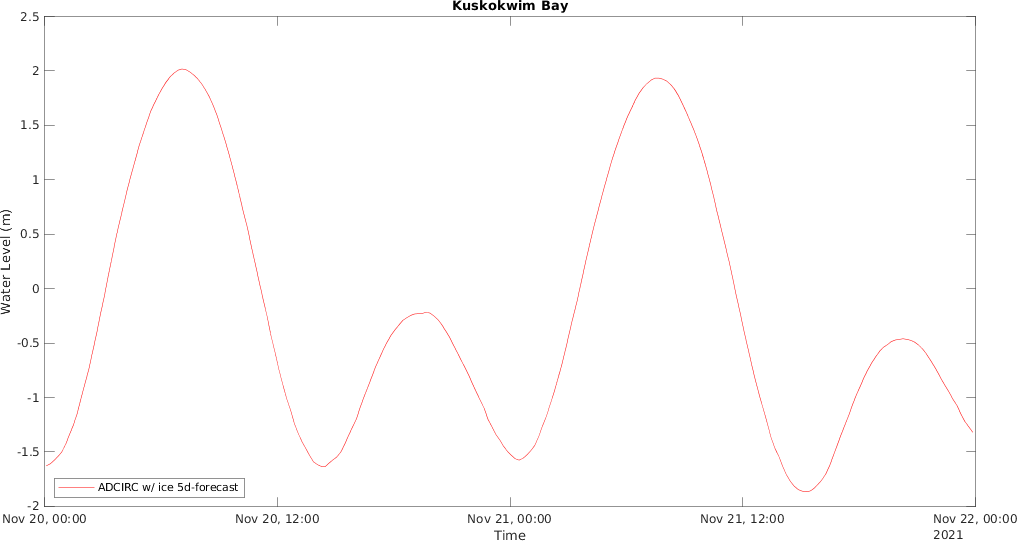 Kuskokwim Bay
2.5
2
1.5
1
0.5
0
-0.5
-1
-1.5
-2
Water Level (m)
ADCIRC w/ ice 5d-forecast
Nov 20, 00:00
Nov 20, 12:00
Nov 21, 00:00
Nov 21, 12:00
Nov 22, 00:00
Time
2021